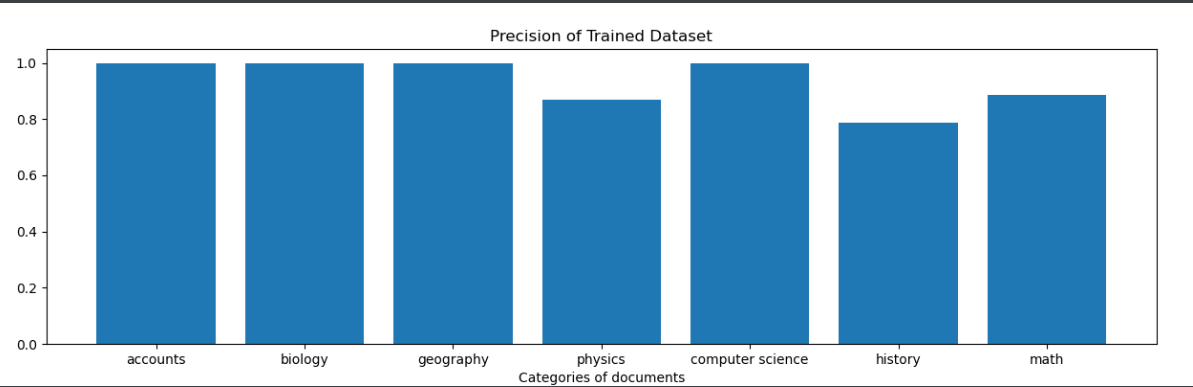 Precision of Trained Dataset
1.0
0.8
0.6
0.4
0.2
0.0
accounts biology geography physics computer science history math
Categories of documents